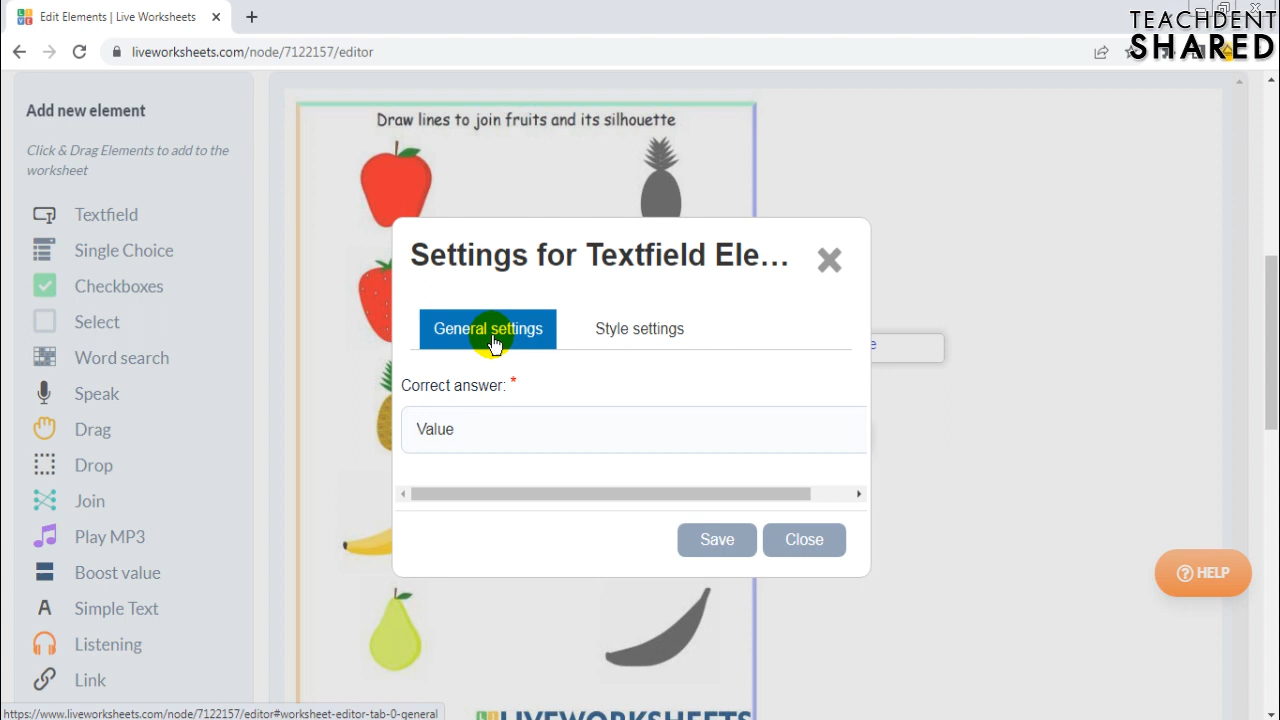 Edit Elements | Live Worksheets
TEACHDENT
SHARED
liveworksheets.com/node/7122157/editor
Add new element
Click & Drag Elements to add to the
worksheet
Textfield
Single Choice
Checkboxes
Select
Word search
Speak
Drag
Drop
Join
Play MP3
Boost value
Simple Text
Listening
Link
Draw lines to join fruits and its silhouette
Settings for Textfield Ele...
General settings
Style settings
Correct answer: *
Value
Save
Close
e
HELP
LIVEWORKSHEETS
https://www.liveworksheets.com/node/7122157/editor#worksheet-editor-tab-0-general